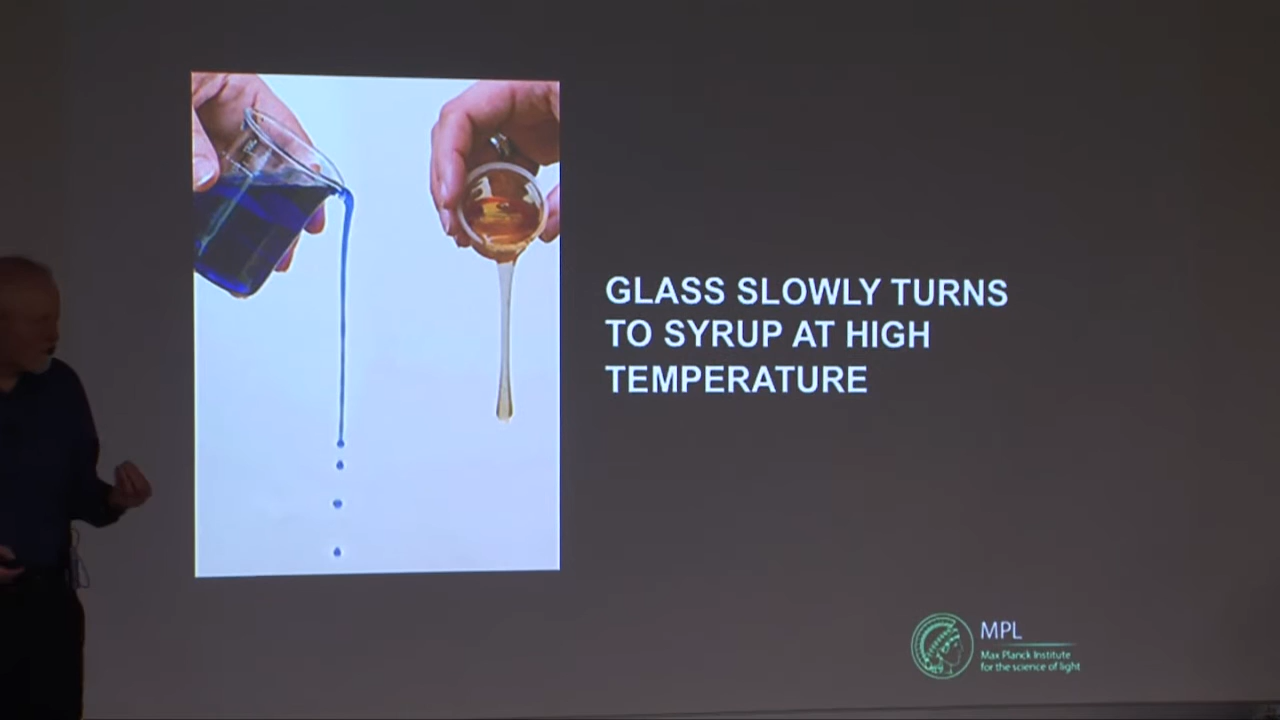 GLASS SLOWLY TURNS
TO SYRUP AT HIGH
TEMPERATURE
MPL
Max Planck Institute
for the science of light